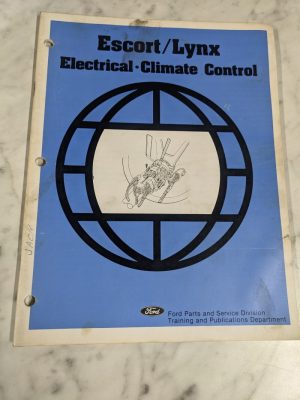 Escort/Lynx
Electrical·Climate Control
Ford
Ford Parts and Service Division
Training and Publications Department